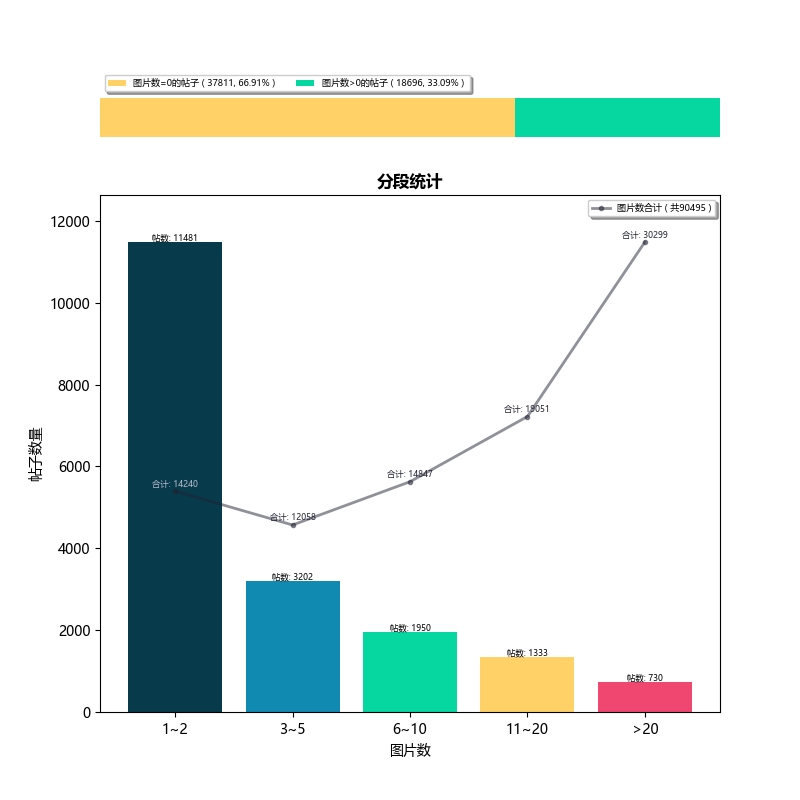 图片数=0的帖子 ( 37811, 66.91% )
图片数>0的帖子 ( 18696, 33.09% )
分段统计
图片数合计 ( 共90495 )
12000
10000
8000
6000
4000
2000
0
帖子数量
帖数: 11481
帖数: 3202
帖数: 1950
帖数: 1333
帖数: 730
合计: 14240
合计: 12058
合计: 14847
合计: 19051
合计: 30299
1~2
3~5
6~10
11~20
>20
图片数